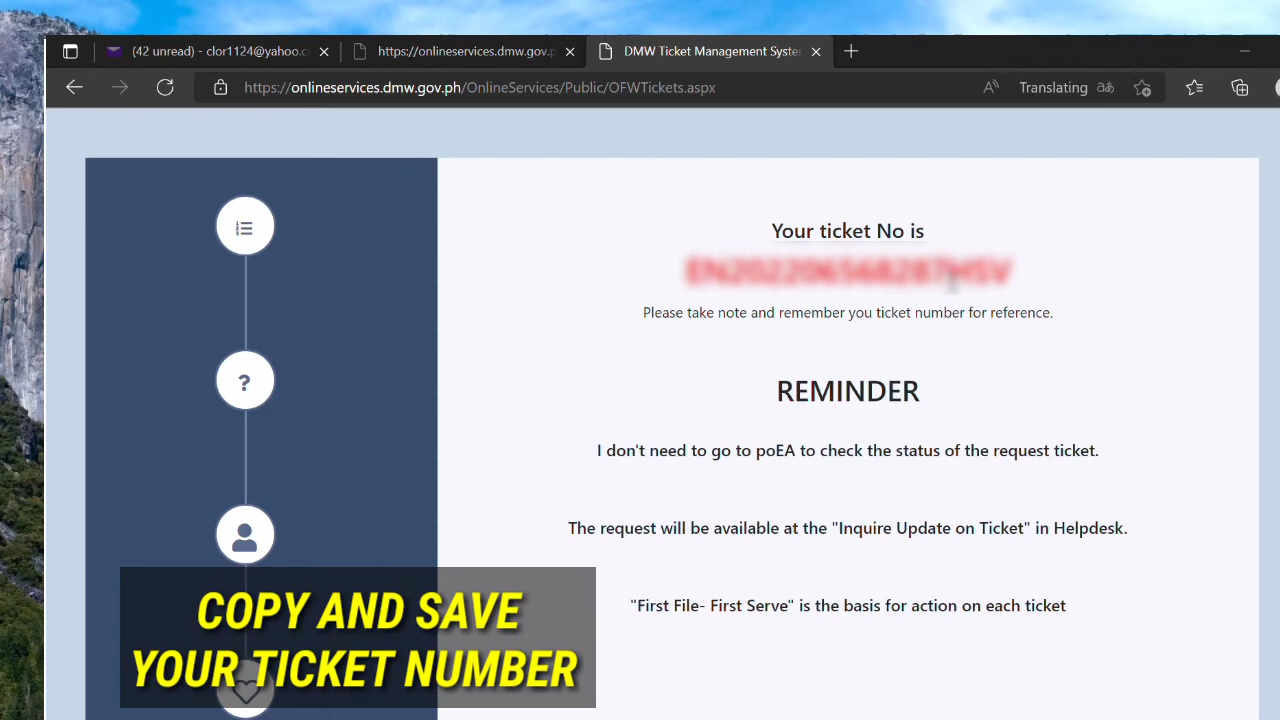 (42 unread) - clor1124@yahoo.c
https://onlineservices.dmw.gov.p
DMW Ticket Management Syste
https://onlineservices.dmw.gov.ph/OnlineServices/Public/OFWTickets.aspx
Translating
Your ticket No is
Please take note and remember you ticket number for reference.
REMINDER
I don't need to go to poEA to check the status of the request ticket.
The request will be available at the "Inquire Update on Ticket" in Helpdesk.
"First File- First Serve" is the basis for action on each ticket
COPY AND SAVE
YOUR TICKET NUMBER